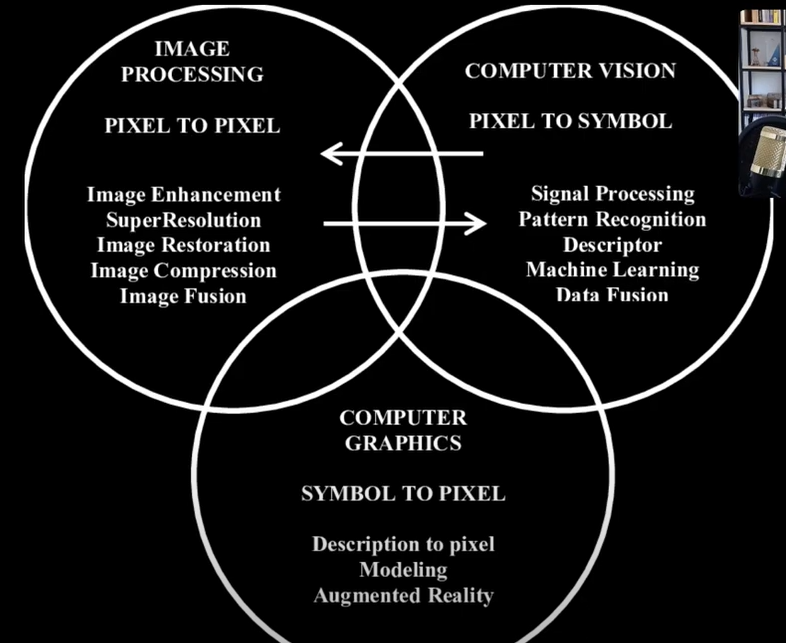 IMAGE
PROCESSING
PIXEL TO PIXEL
Image Enhancement
SuperResolution
Image Restoration
Image Compression
Image Fusion
COMPUTER VISION
PIXEL TO SYMBOL
Signal Processing
Pattern Recognition
Descriptor
Machine Learning
Data Fusion
COMPUTER
GRAPHICS
SYMBOL TO PIXEL
Description to pixel
Modeling
Augmented Reality